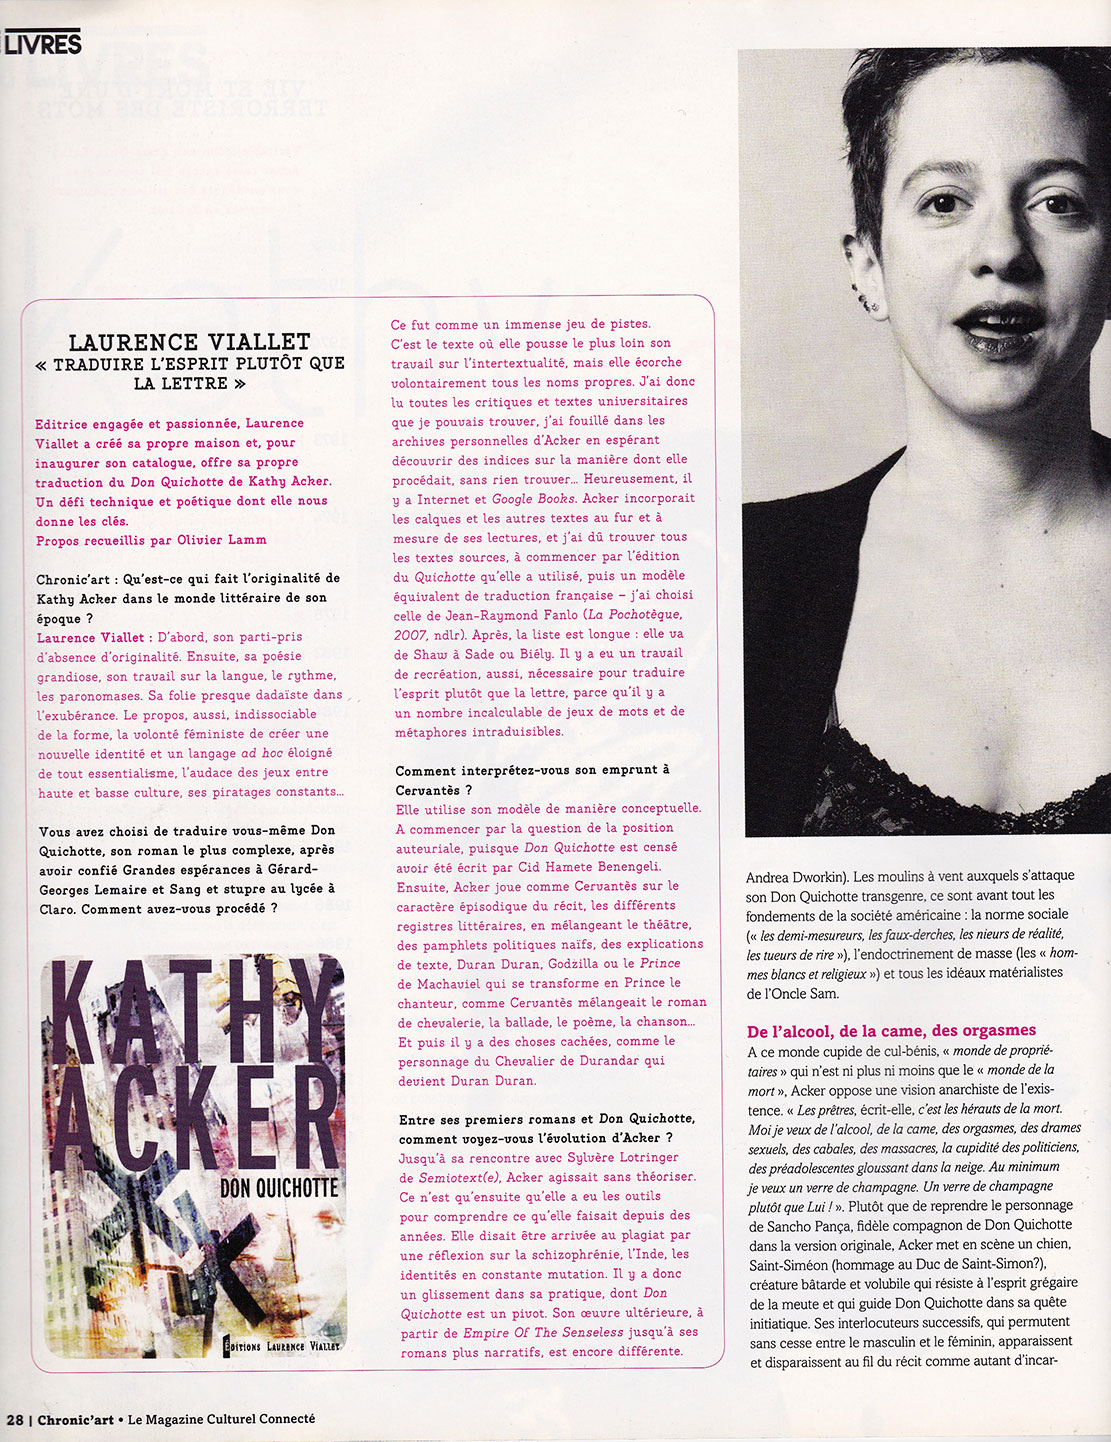 LIVRES
LAURENCE VIALLET
« TRADUIRE L'ESPRIT PLUTÔT QUE
LA LETTRE »
Editrice engagée et passionnée, Laurence
Viallet a créé sa propre maison et, pour
inaugurer son catalogue, offre sa propre
traduction du Don Quichotte de Kathy Acker.
Un défi technique et poétique dont elle nous
donne les clés.
Propos recueillis par Olivier Lamm
Chronic'art : Qu'est-ce qui fait l'originalité de
Kathy Acker dans le monde littéraire de son
époque ?
Laurence Viallet : D'abord, son parti-pris
d'absence d'originalité. Ensuite, sa poésie
grandiose, son travail sur la langue, le rythme,
les paronomases. Sa folie presque dadaïste dans
l'exubérance. Le propos, aussi, indissociable
de la forme, la volonté féministe de créer une
nouvelle identité et un langage ad hoc éloigné
de tout essentialisme, l'audace des jeux entre
haute et basse culture, ses piratages constants...
Vous avez choisi de traduire vous-même Don
Quichotte, son roman le plus complexe, après
avoir confié Grandes espérances à Gérard-
Georges Lemaire et Sang et stupre au lycée à
Claro. Comment avez-vous procédé ?
KATHY
ACKER
DON QUICHOTTE
ÉDITIONS LAURENCE VIALLET
Ce fut comme un immense jeu de pistes.
C'est le texte où elle pousse le plus loin son
travail sur l'intertextualité, mais elle écorche
volontairement tous les noms propres. J'ai donc
lu toutes les critiques et textes universitaires
que je pouvais trouver, j'ai fouillé dans les
archives personnelles d'Acker en espérant
découvrir des indices sur la manière dont elle
procédait, sans rien trouver... Heureusement, il
y a Internet et Google Books. Acker incorporait
les calques et les autres textes au fur et à
mesure de ses lectures, et j'ai dû trouver tous
les textes sources, à commencer par l'édition
du Quichotte qu'elle a utilisé, puis un modèle
équivalent de traduction française – j'ai choisi
celle de Jean-Raymond Fanlo (La Pochotèque,
2007, ndlr). Après, la liste est longue : elle va
de Shaw à Sade ou Biély. Il y a eu un travail
de recréation, aussi, nécessaire pour traduire
l'esprit plutôt que la lettre, parce qu'il y a
un nombre incalculable de jeux de mots et de
métaphores intraduisibles.
Comment interprétez-vous son emprunt à
Cervantès ?
Elle utilise son modèle de manière conceptuelle.
A commencer par la question de la position
auteuriale, puisque Don Quichotte est censé
avoir été écrit par Cid Hamete Benengeli.
Ensuite, Acker joue comme Cervantès sur le
caractère épisodique du récit, les différents
registres littéraires, en mélangeant le théâtre,
des pamphlets politiques naïfs, des explications
de texte, Duran Duran, Godzilla ou le Prince
de Machaviel qui se transforme en Prince le
chanteur, comme Cervantès mélangeait le roman
de chevalerie, la ballade, le poème, la chanson...
Et puis il y a des choses cachées, comme le
personnage du Chevalier de Durandar qui
devient Duran Duran.
Entre ses premiers romans et Don Quichotte,
comment voyez-vous l'évolution d'Acker ?
Jusqu'à sa rencontre avec Sylvère Lotringer
de Semiotext(e), Acker agissait sans théoriser.
Ce n'est qu'ensuite qu'elle a eu les outils
pour comprendre ce qu'elle faisait depuis des
années. Elle disait être arrivée au plagiat par
une réflexion sur la schizophrénie, l'Inde, les
identités en constante mutation. Il y a donc
un glissement dans sa pratique, dont Don
Quichotte est un pivot. Son œuvre ultérieure, à
partir de Empire Of The Senseless jusqu'à ses
romans plus narratifs, est encore différente.
Andrea Dworkin). Les moulins à vent auxquels s'attaque
son Don Quichotte transgenre, ce sont avant tout les
fondements de la société américaine : la norme sociale
(« les demi-mesureurs, les faux-derches, les nieurs de réalité,
les tueurs de rire »), l'endoctrinement de masse (les « hom-
mes blancs et religieux ») et tous les idéaux matérialistes
de l'Oncle Sam.
De l'alcool, de la came, des orgasmes
A ce monde cupide de cul-bénis, « monde de proprié-
taires » qui n'est ni plus ni moins que le « monde de la
mort », Acker oppose une vision anarchiste de l'exis-
tence. « Les prêtres, écrit-elle, c'est les hérauts de la mort.
Moi je veux de l'alcool, de la came, des orgasmes, des drames
sexuels, des cabales, des massacres, la cupidité des politiciens,
des préadolescentes gloussant dans la neige. Au minimum
je veux un verre de champagne. Un verre de champagne
plutôt que Lui ! ». Plutôt que de reprendre le personnage
de Sancho Pança, fidèle compagnon de Don Quichotte
dans la version originale, Acker met en scène un chien,
Saint-Siméon (hommage au Duc de Saint-Simon?),
créature bâtarde et volubile qui résiste à l'esprit grégaire
de la meute et qui guide Don Quichotte dans sa quête
initiatique. Ses interlocuteurs successifs, qui permutent
sans cesse entre le masculin et le féminin, apparaissent
et disparaissent au fil du récit comme autant d'incar-
28 | Chronic'art • Le Magazine Culturel Connecté